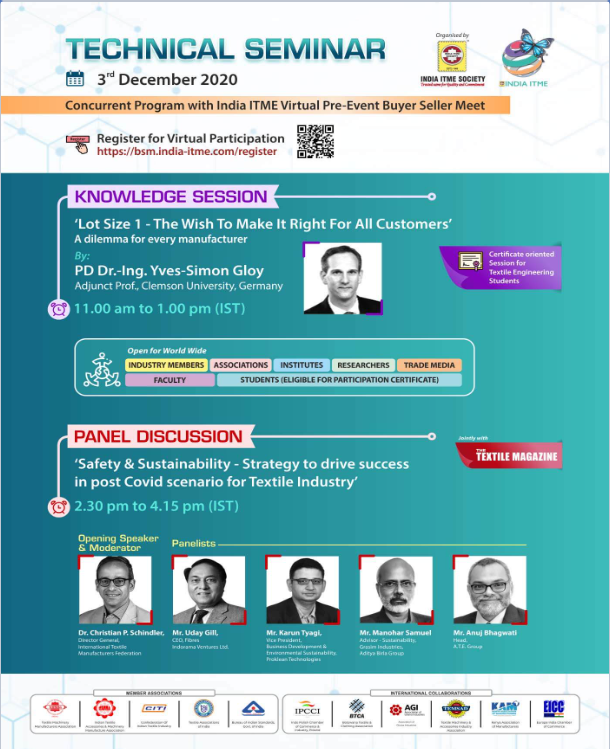 TECHNICAL SEMINAR
3rd December 2020
Organised by
INDIA ITME SOCIETY
INDIA ITME
Concurrent Program with India ITME Virtual Pre-Event Buyer Seller Meet
Register for Virtual Participation
https://bsm.india-itme.com/register
KNOWLEDGE SESSION
‘Lot Size 1 - The Wish To Make It Right For All Customers’
A dilemma for every manufacturer
By:
PD Dr.-Ing. Yves-Simon Gloy
Adjunct Prof., Clemson University, Germany
11.00 am to 1.00 pm (IST)
Certificate oriented
Session for
Textile Engineering
Students
Open for World Wide
INDUSTRY MEMBERS ASSOCIATIONS INSTITUTES RESEARCHERS TRADE MEDIA
FACULTY STUDENTS (ELIGIBLE FOR PARTICIPATION CERTIFICATE)
PANEL DISCUSSION
Jointly with
THE TEXTILE MAGAZINE
‘Safety & Sustainability - Strategy to drive success
in post Covid scenario for Textile Industry’
2.30 pm to 4.15 pm (IST)
Opening Speaker
& Moderator
Panelists
Dr. Christian P. Schindler,
Director General,
International Textile
Manufacturers Federation
Mr. Uday Gill,
CEO, Fibres
Indorama Ventures Ltd.
Mr. Karun Tyagi,
Vice President,
Business Development &
Environmental Sustainability,
Proklean Technologies
Mr. Manohar Samuel
Advisor - Sustainability,
Grasim Industries,
Aditya Birla Group
Mr. Anuj Bhagwati
Head,
A.T.E. Group
MEMBER ASSOCIATIONS
INTERNATIONAL COLLABORATIONS
CITI
IPCCI
BTCA
AGI
KAM
EICC